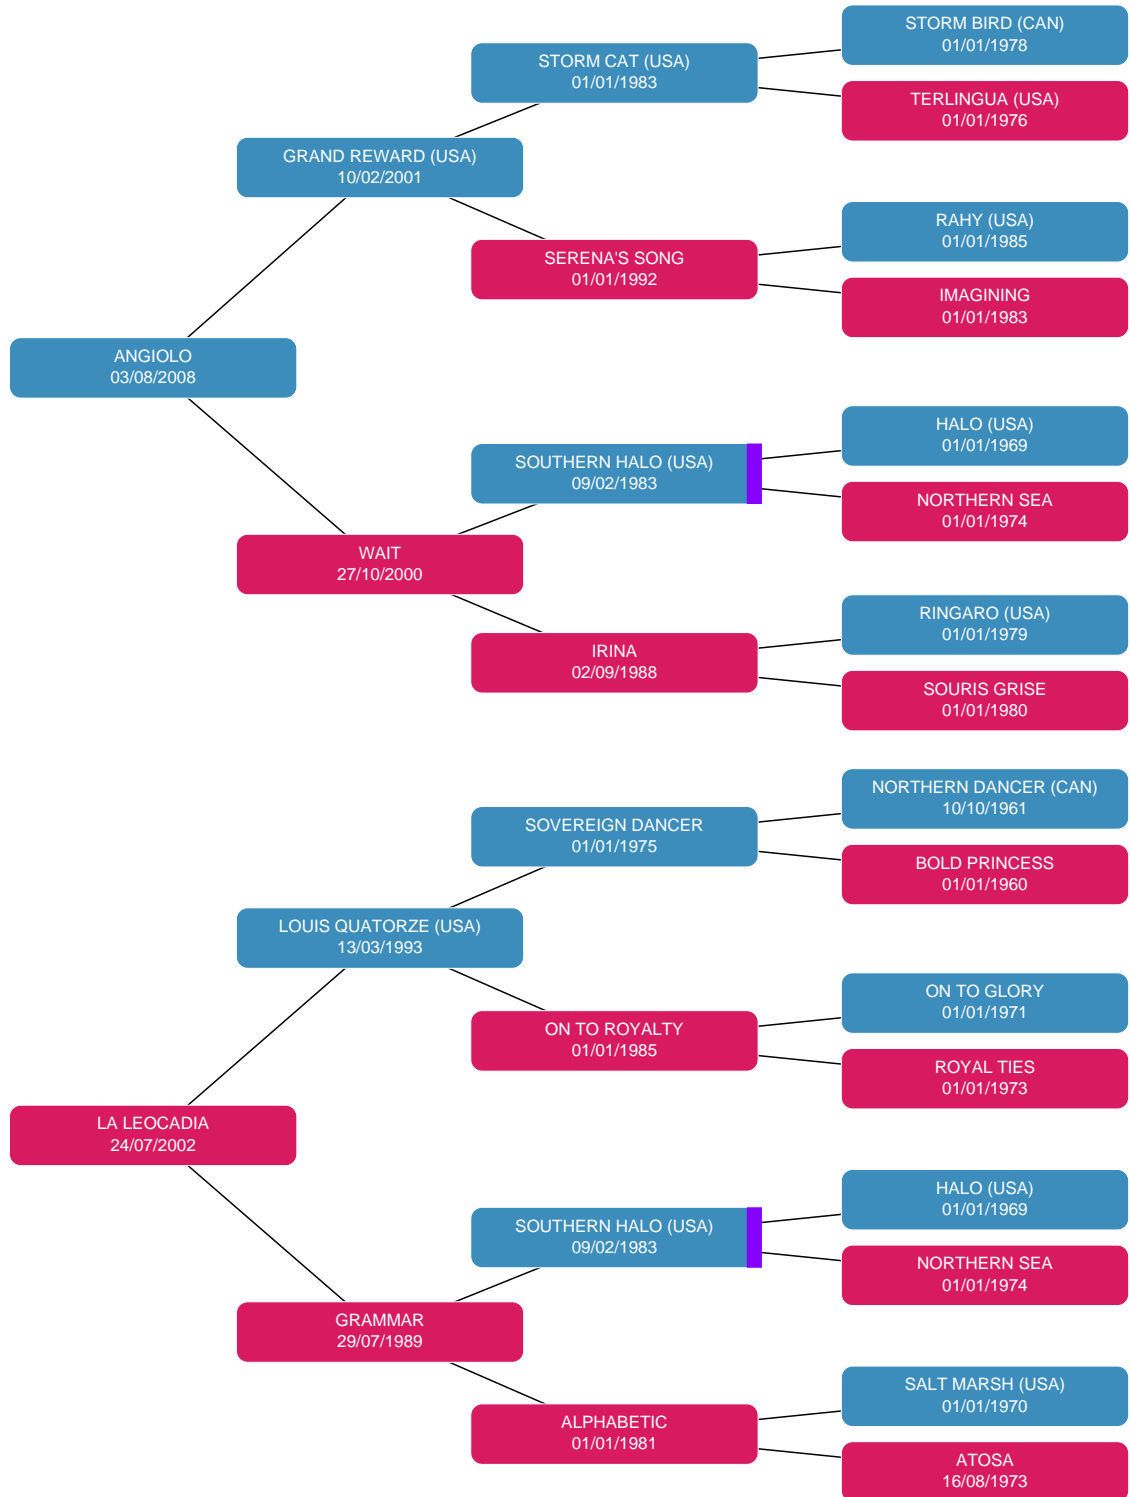 STORM BIRD (CAN)
01/01/1978
STORM CAT (USA)
01/01/1983
TERLINGUA (USA)
01/01/1976
GRAND REWARD (USA)
10/02/2001
RAHY (USA)
01/01/1985
SERENA'S SONG
01/01/1992
IMAGINING
01/01/1983
ANGIOLO
03/08/2008
HALO (USA)
01/01/1969
SOUTHERN HALO (USA)
09/02/1983
NORTHERN SEA
01/01/1974
WAIT
27/10/2000
RINGARO (USA)
01/01/1979
IRINA
02/09/1988
SOURIS GRISE
01/01/1980
NORTHERN DANCER (CAN)
10/10/1961
SOVEREIGN DANCER
01/01/1975
BOLD PRINCESS
01/01/1960
LOUIS QUATORZE (USA)
13/03/1993
ON TO GLORY
01/01/1971
ON TO ROYALTY
01/01/1985
ROYAL TIES
01/01/1973
LA LEOCADIA
24/07/2002
HALO (USA)
01/01/1969
SOUTHERN HALO (USA)
09/02/1983
NORTHERN SEA
01/01/1974
GRAMMAR
29/07/1989
SALT MARSH (USA)
01/01/1970
ALPHABETIC
01/01/1981
ATOSA
16/08/1973